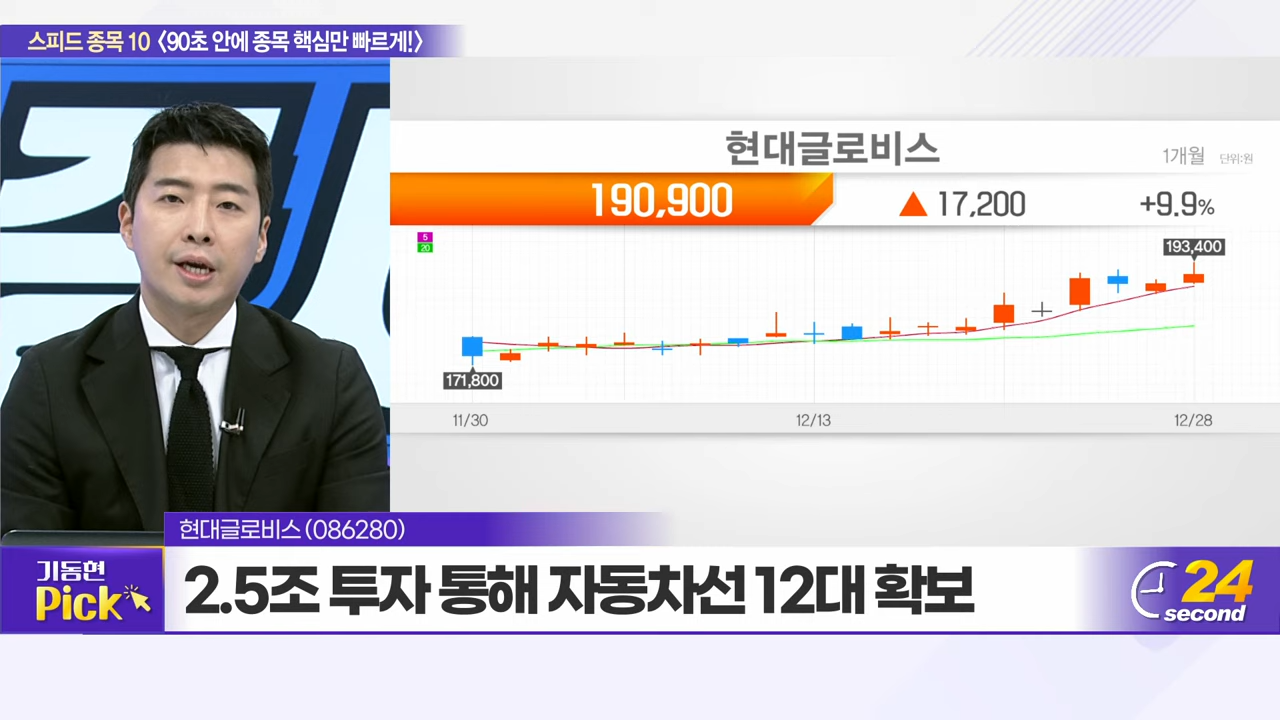 스피드 종목 10 〈90초 안에 종목 핵심만 빠르게!〉
현대글로비스
1개월 단위:원
190,900 ▲ 17,200 +9.9%
5
20
193,400
171,800
11/30 12/13 12/28
현대글로비스 (086280)
기동현
Pick
2.5조 투자 통해 자동차선 12대 확보
24
second